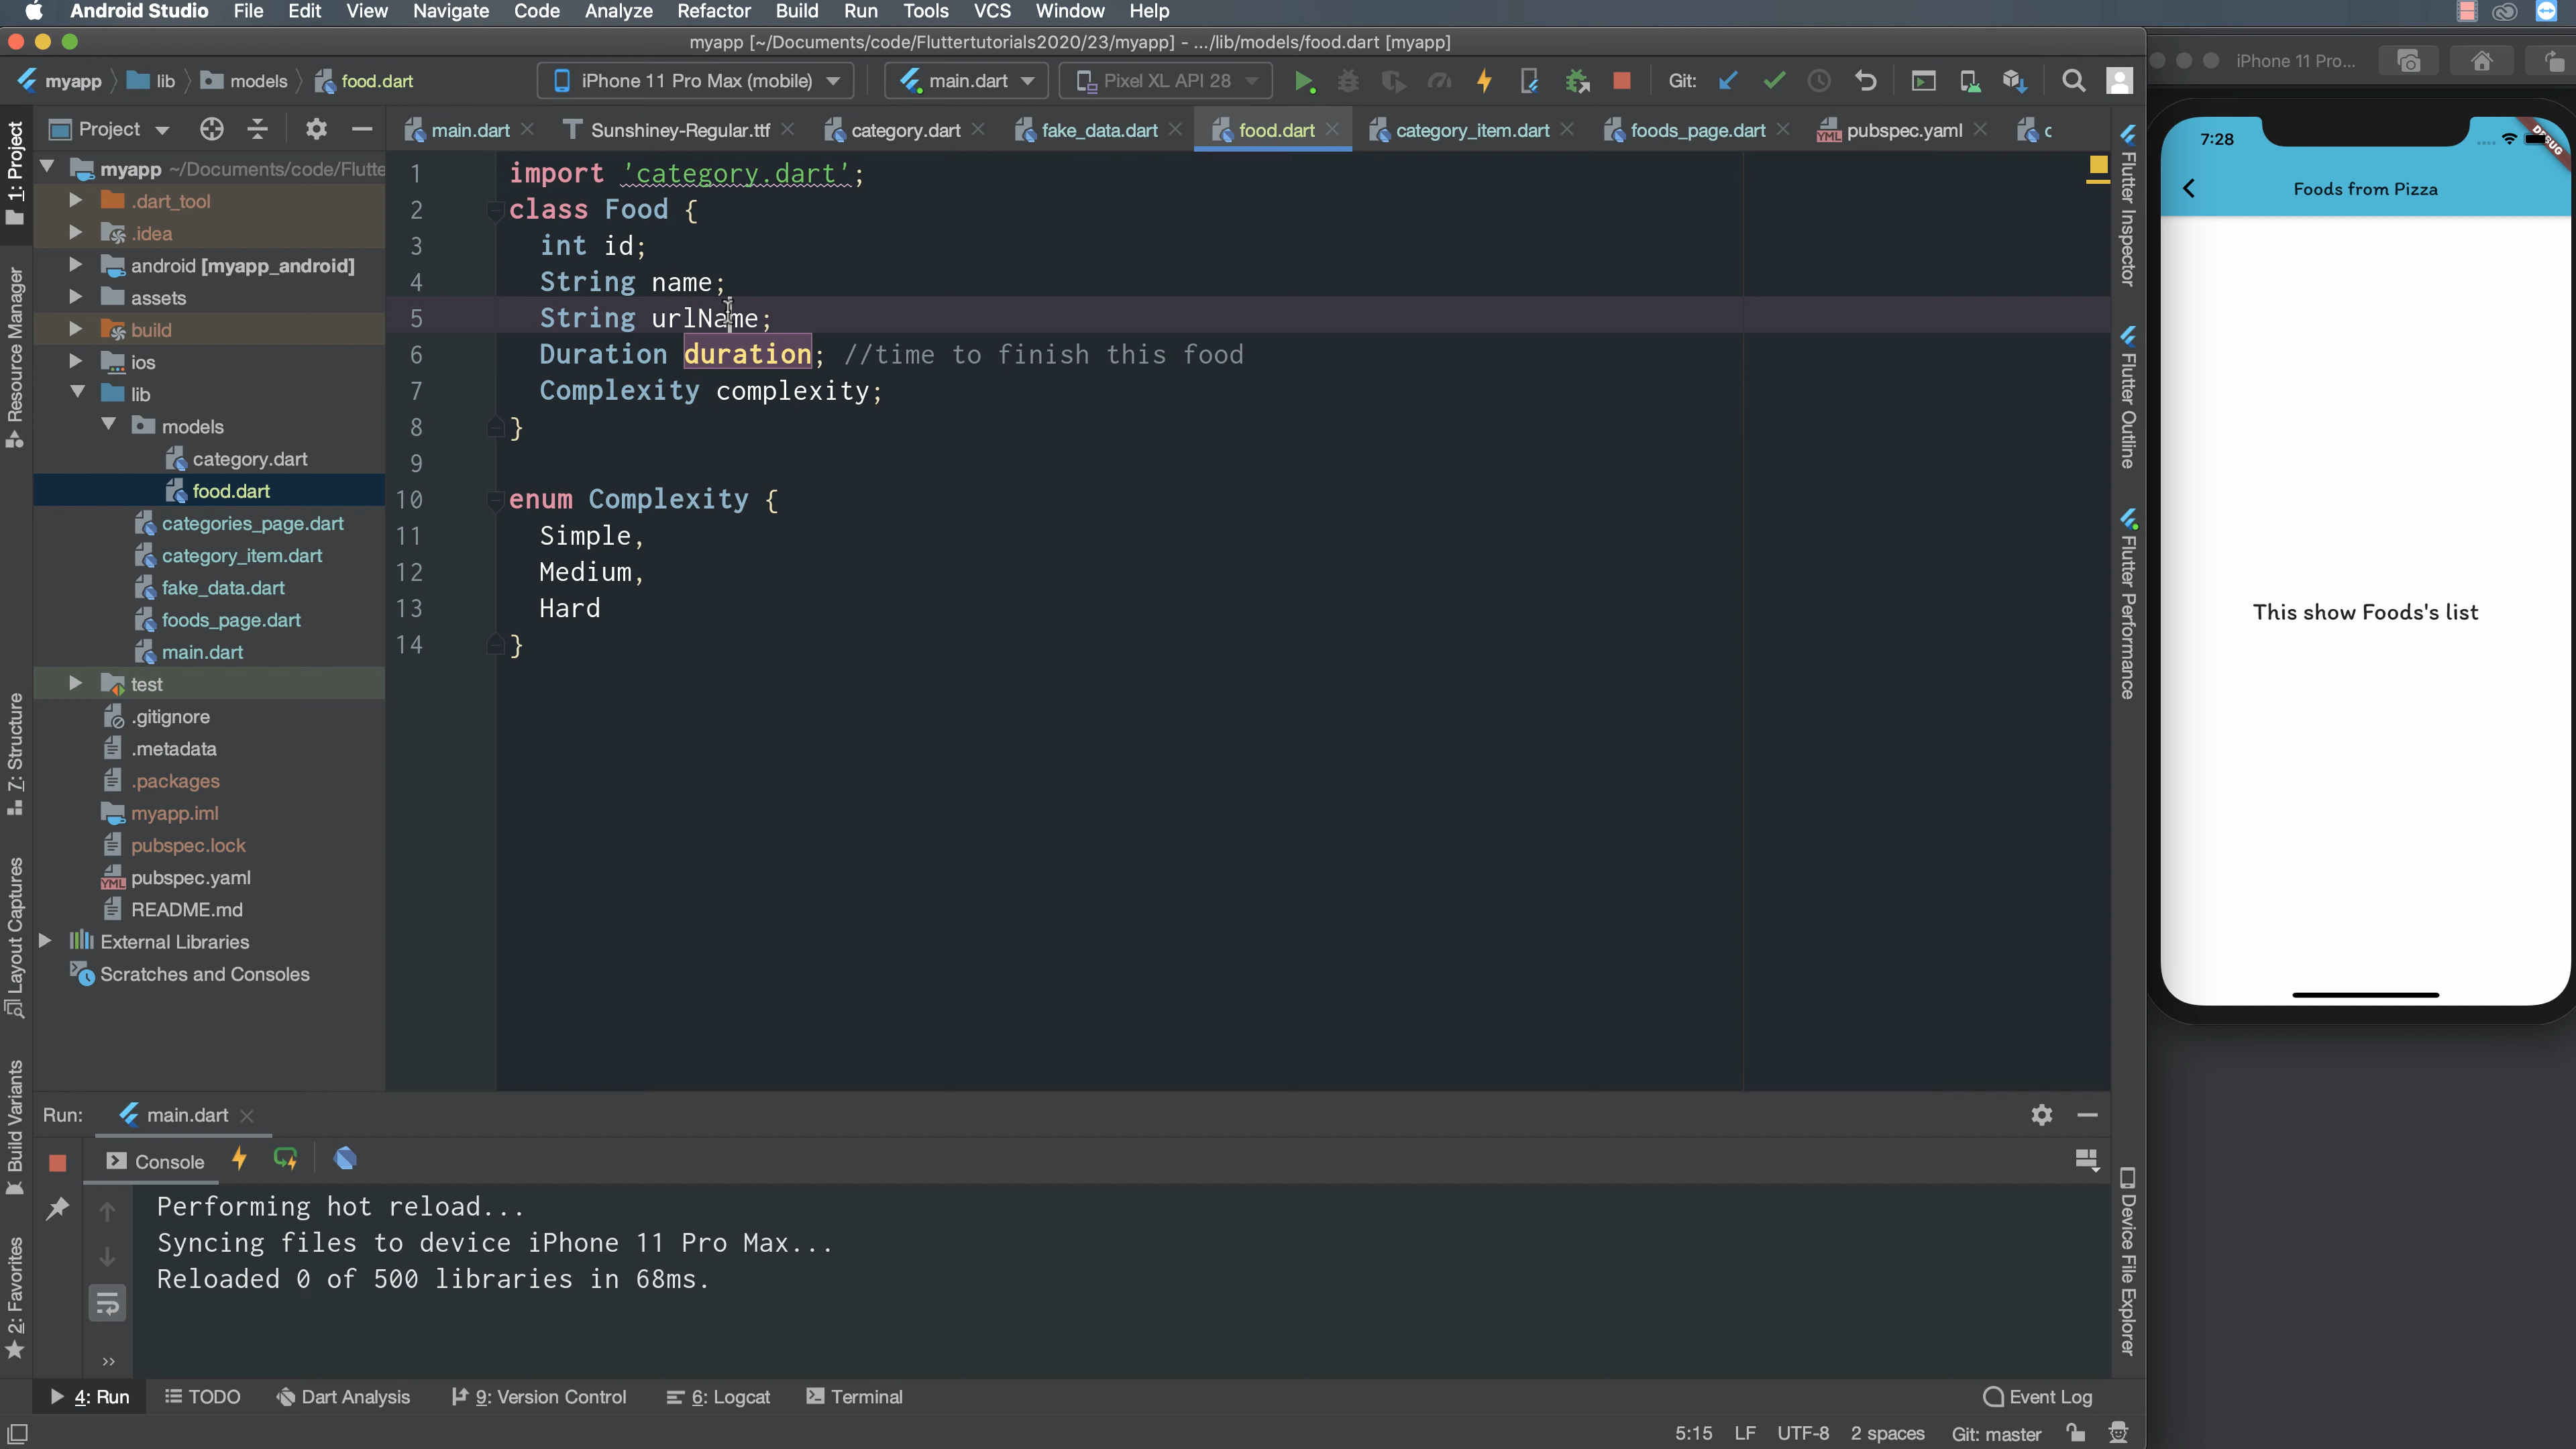 Android Studio File Edit View Navigate Code Analyze Refactor Build Run Tools VCS Window Help
myapp [~/Documents/code/Fluttertutorials2020/23/myapp] - .../lib/models/food.dart [myapp]
iPhone 11 Pro...
myapp lib models food.dart
iPhone 11 Pro Max (mobile)
main.dart
Pixel XL API 28
Git:
Project
main.dart
Sunshiney-Regular.ttf
category.dart
fake_data.dart
food.dart
category_item.dart
foods_page.dart
pubspec.yaml
c
1: Project
Resource Manager
7: Structure
Layout Captures
Build Variants
2: Favorites
myapp ~/Documents/code/Flutte
.dart_tool
.idea
android [myapp_android]
assets
build
ios
lib
models
category.dart
food.dart
categories_page.dart
category_item.dart
fake_data.dart
foods_page.dart
main.dart
test
.gitignore
.metadata
.packages
myapp.iml
pubspec.lock
YML pubspec.yaml
README.md
External Libraries
Scratches and Consoles
1 import 'category.dart';
2 class Food {
3 int id;
4 String name;
5 String urlName;
6 Duration duration; //time to finish this food
7 Complexity complexity;
8 }
9
10 enum Complexity {
11 Simple,
12 Medium,
13 Hard
14 }
Flutter Inspector
Flutter Outline
Flutter Performance
Device File Explorer
7:28
DEBUG
Foods from Pizza
This show Foods's list
Run: main.dart
Console
Performing hot reload...
Syncing files to device iPhone 11 Pro Max...
Reloaded 0 of 500 libraries in 68ms.
4: Run TODO Dart Analysis 9: Version Control 6: Logcat Terminal Event Log
5:15 LF UTF-8 2 spaces Git: master